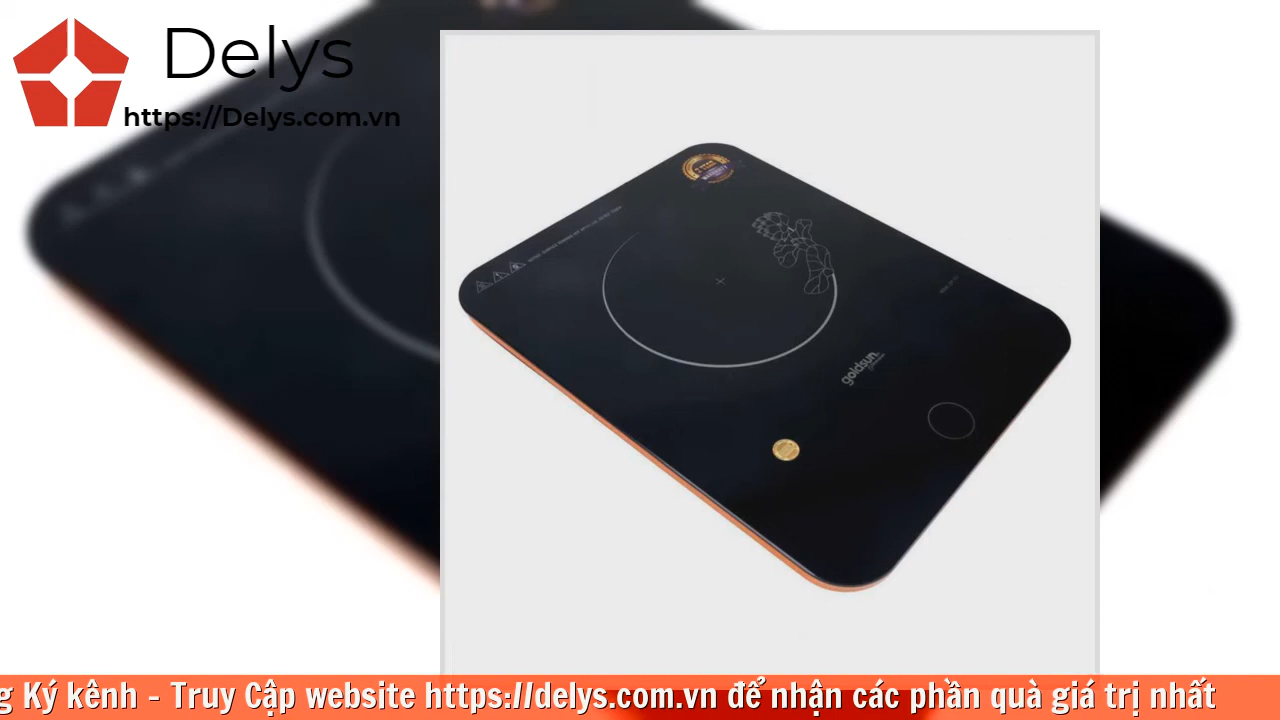 Delys
https://Delys.com.vn
WARRANTY
goldsun
g Ký kênh - Truy Cập website https://delys.com.vn để nhận các phần quà giá trị nhất